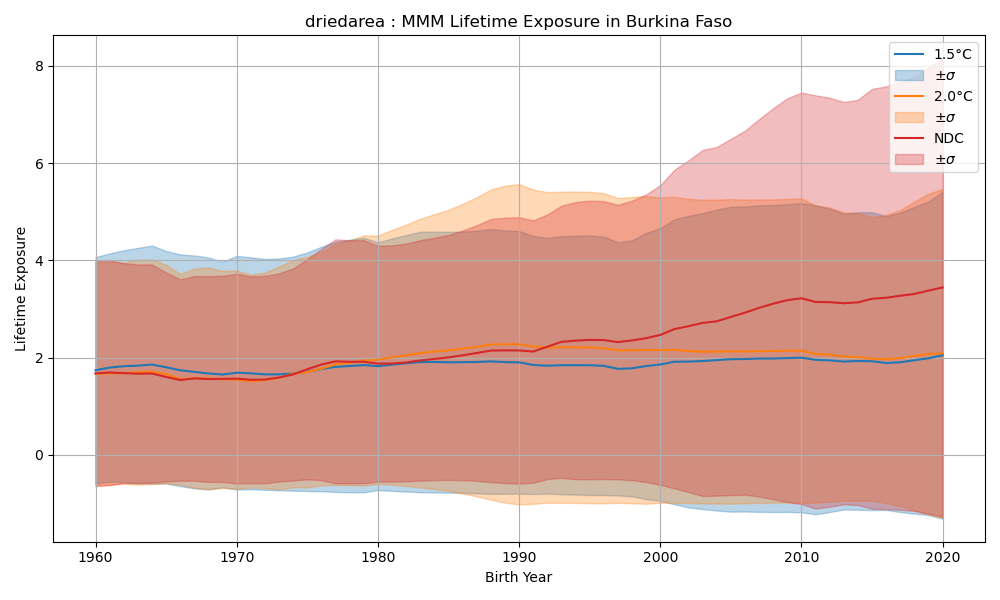 driedarea : MMM Lifetime Exposure in Burkina Faso
1.5°C
±σ
2.0°C
±σ
NDC
±σ
8
6
4
2
0
Lifetime Exposure
1960 1970 1980 1990 2000 2010 2020
Birth Year